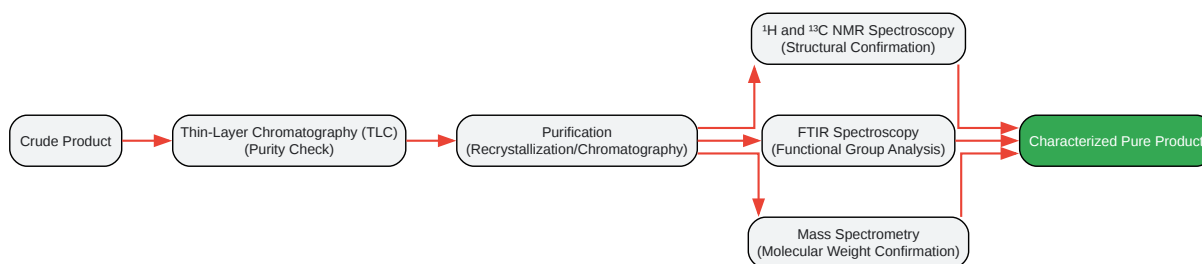 Crude Product
Thin-Layer Chromatography (TLC)
(Purity Check)
Purification
(Recrystallization/Chromatography)
¹H and ¹³C NMR Spectroscopy
(Structural Confirmation)
FTIR Spectroscopy
(Functional Group Analysis)
Mass Spectrometry
(Molecular Weight Confirmation)
Characterized Pure Product